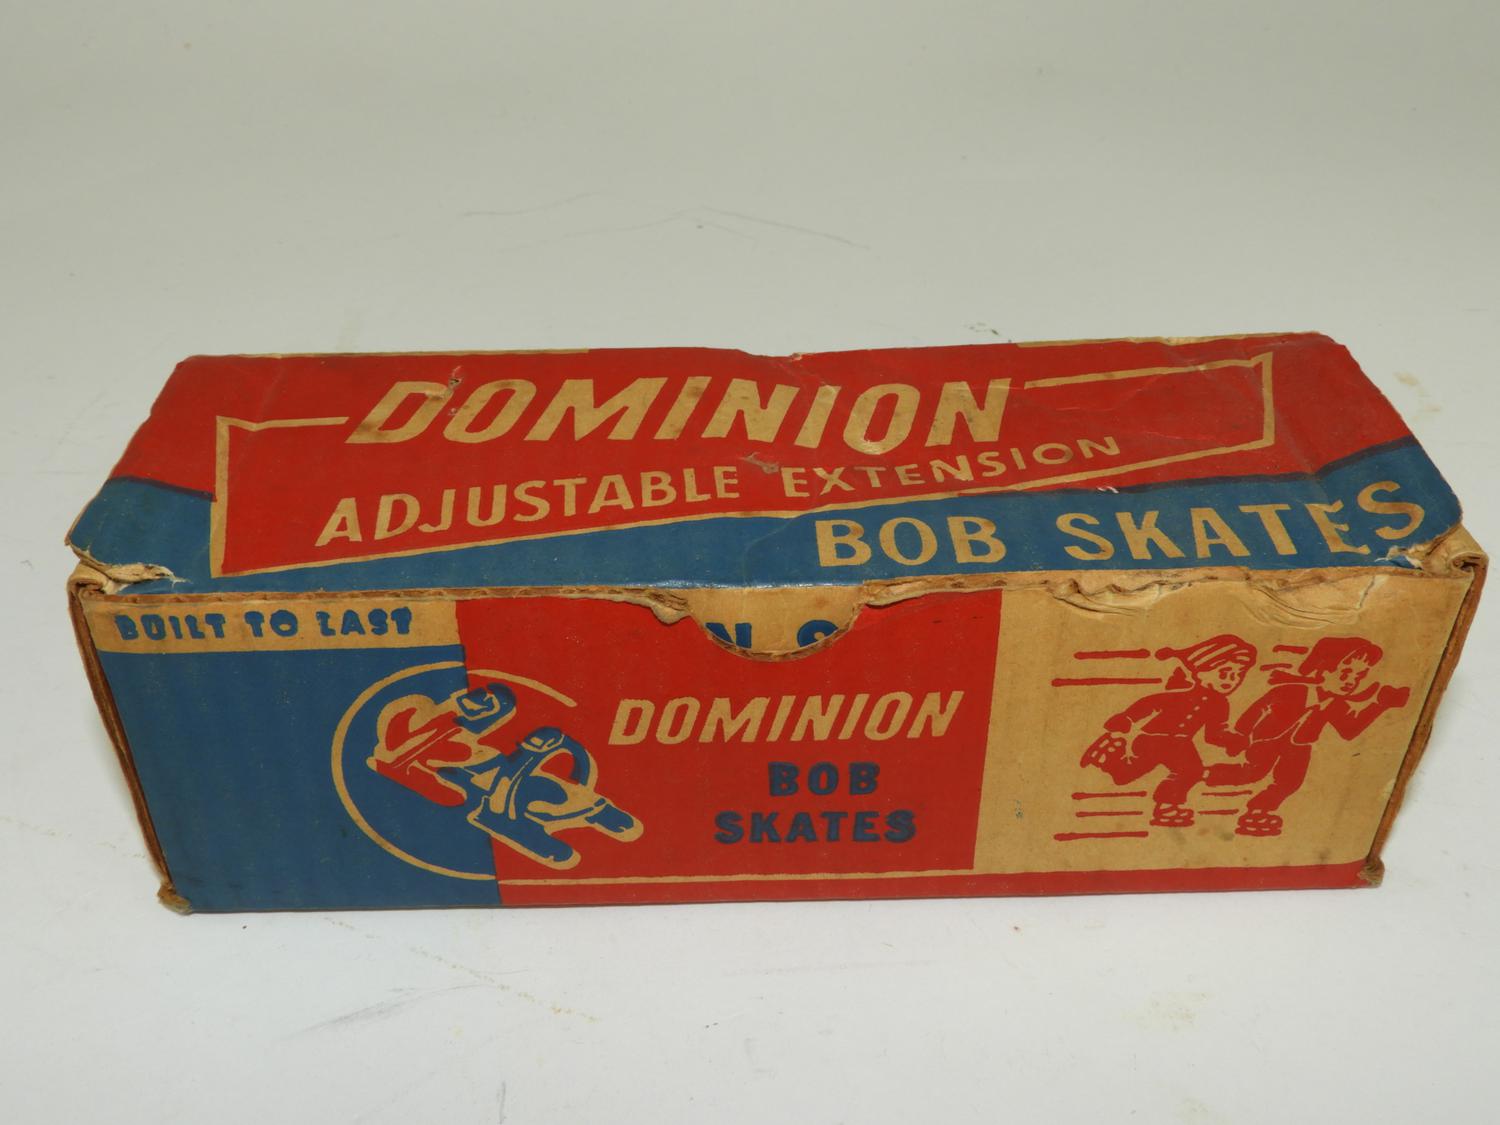 DOMINION
ADJUSTABLE EXTENSION
BOB SKATES
BUILT TO LAST
DOMINION
BOB
SKATES